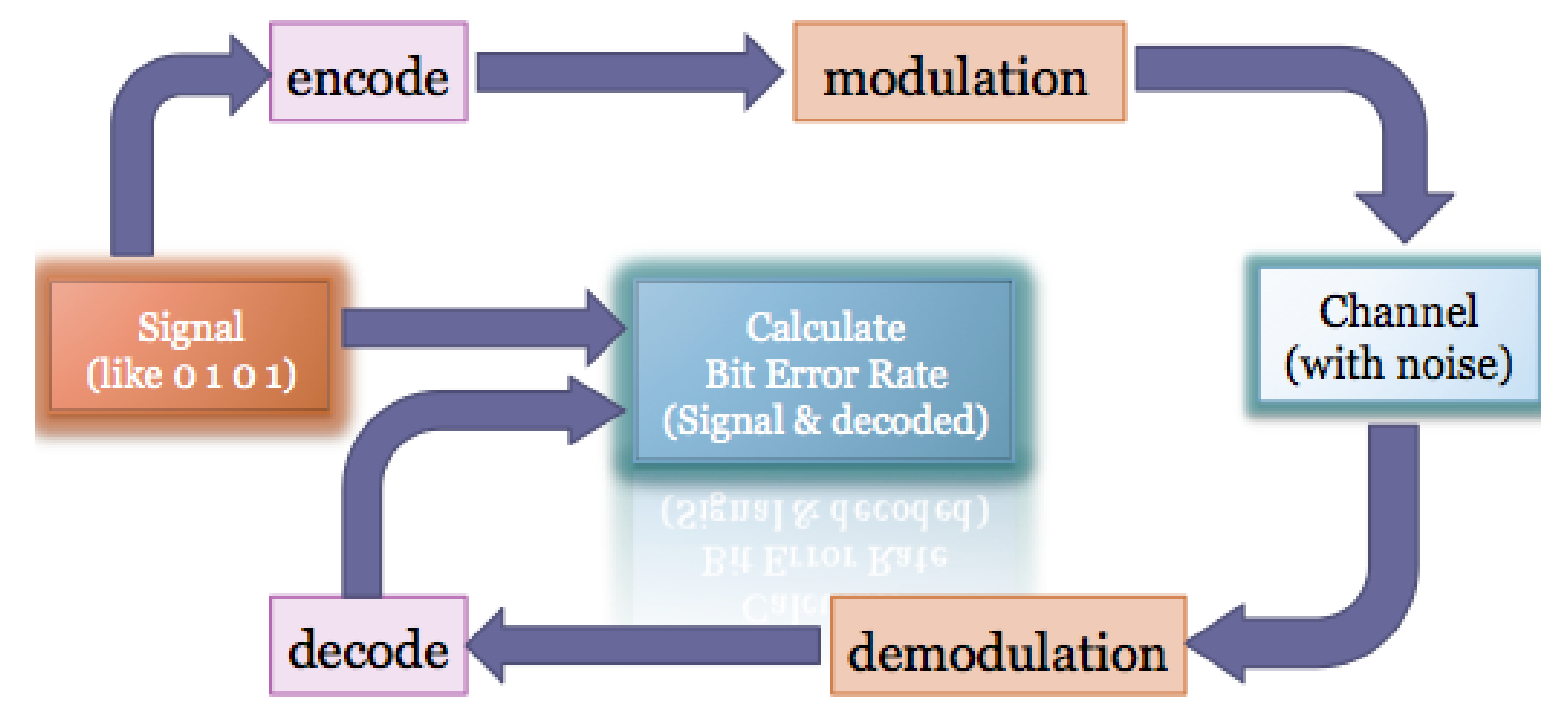 encode
modulation
Signal
(like 0 1 0 1)
Calculate
Bit Error Rate
(Signal & decoded)
Channel
(with noise)
decode
demodulation